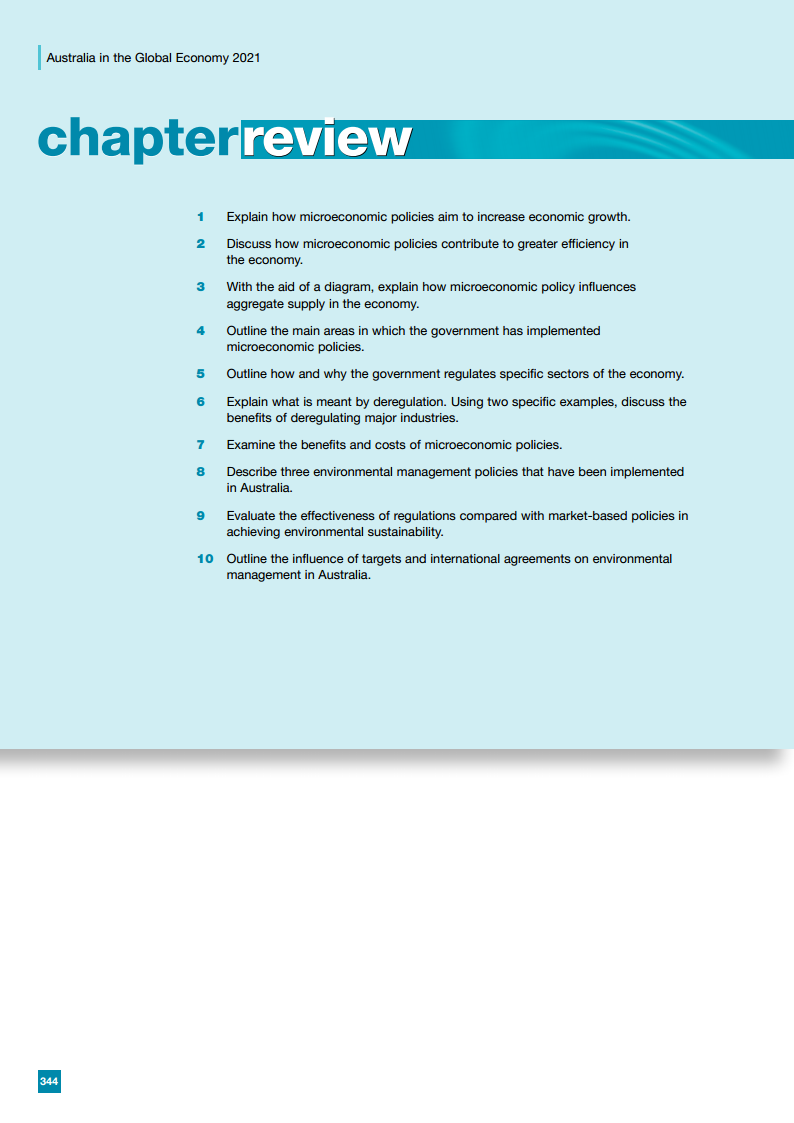 Australia in the Global Economy 2021
chapterreview
1 Explain how microeconomic policies aim to increase economic growth.
2 Discuss how microeconomic policies contribute to greater efficiency in
the economy.
3 With the aid of a diagram, explain how microeconomic policy influences
aggregate supply in the economy.
4 Outline the main areas in which the government has implemented
microeconomic policies.
5 Outline how and why the government regulates specific sectors of the economy.
6 Explain what is meant by deregulation. Using two specific examples, discuss the
benefits of deregulating major industries.
7 Examine the benefits and costs of microeconomic policies.
8 Describe three environmental management policies that have been implemented
in Australia.
9 Evaluate the effectiveness of regulations compared with market-based policies in
achieving environmental sustainability.
10 Outline the influence of targets and international agreements on environmental
management in Australia.
344